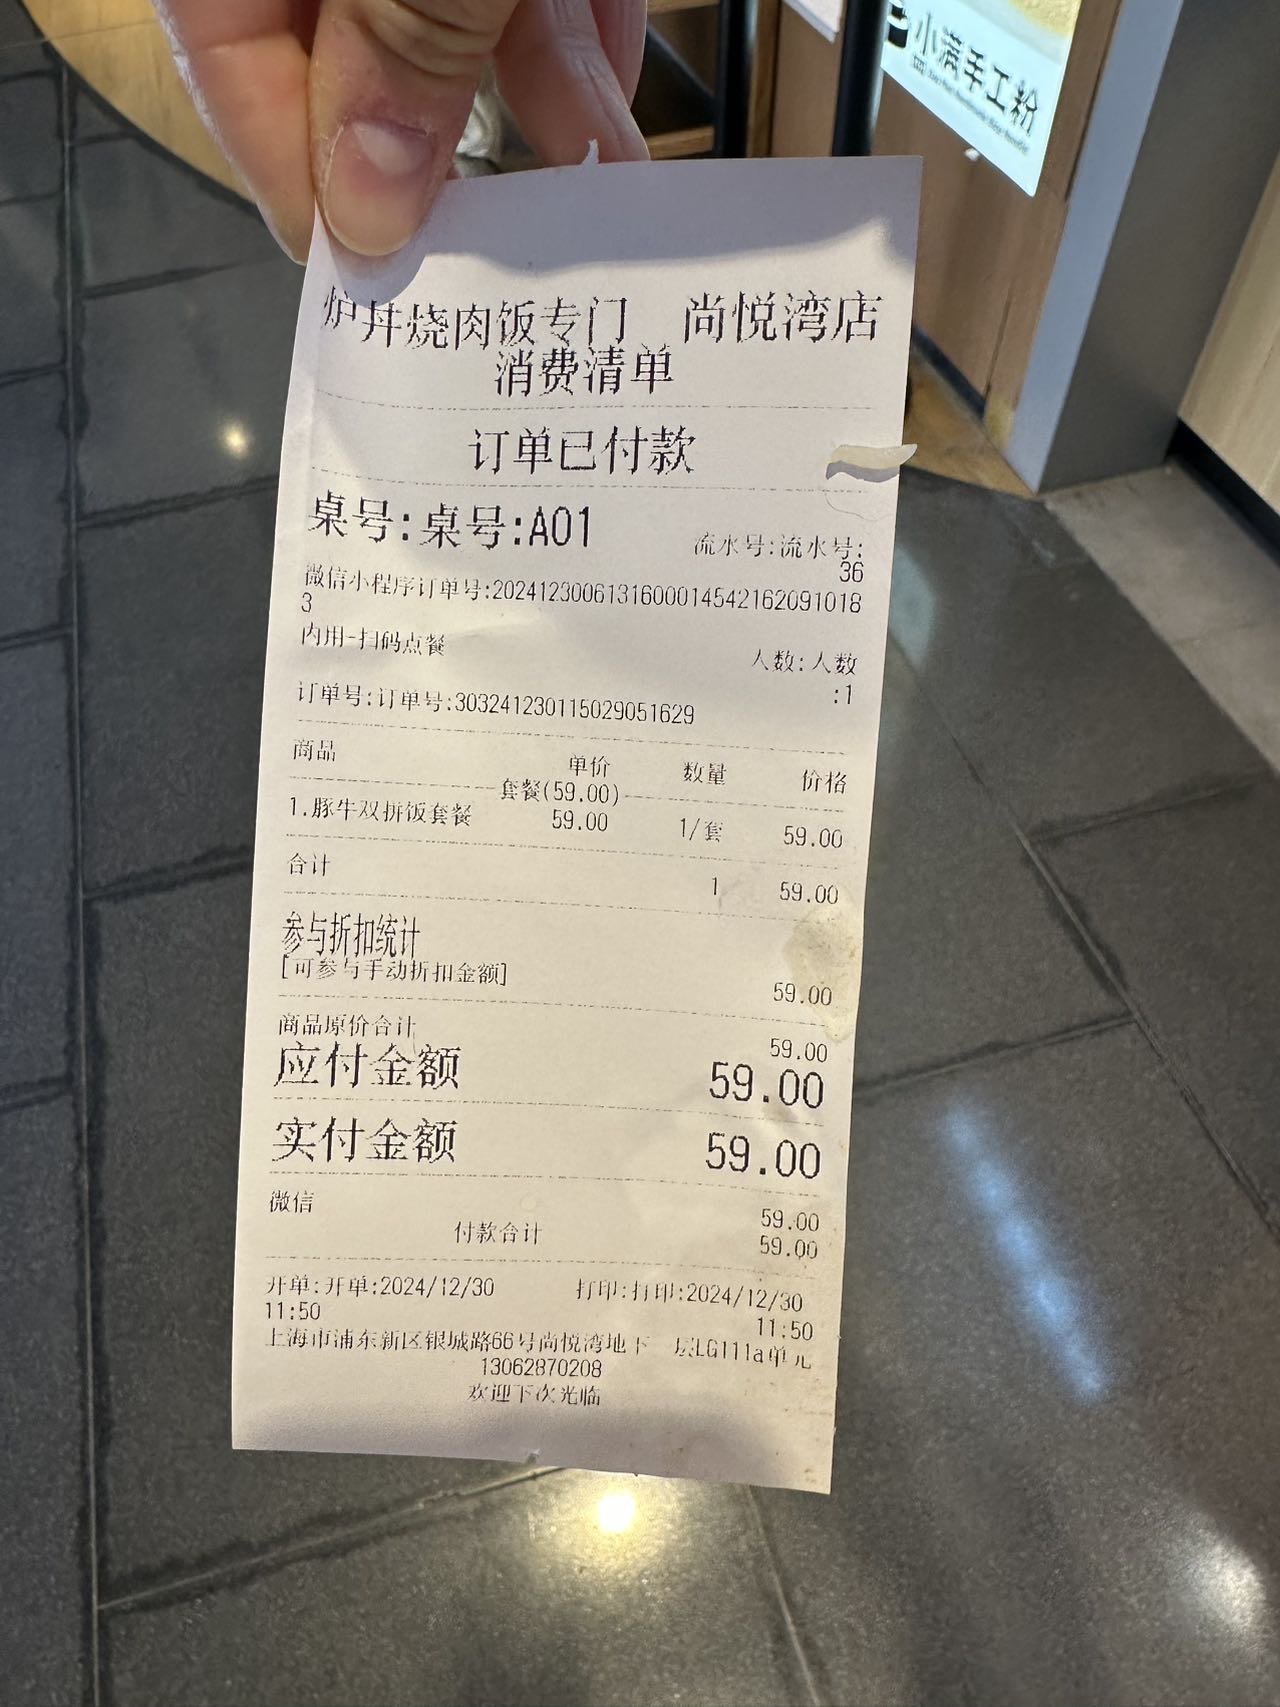 小满手工粉
炉丼烧肉饭专门 尚悦湾店
消费清单
订单已付款
桌号:桌号:A01
流水号:流水号:
36
微信小程序订单号:2024123006131600014542162091018
3
内用-扫码点餐
人数:人数
:1
订单号:订单号:303241230115029051629
商品 单价 数量 价格
套餐(59.00)
1.豚牛双拼饭套餐 59.00 1/套 59.00
合计 1 59.00
参与折扣统计
[可参与手动折扣金额] 59.00
商品原价合计 59.00
应付金额 59.00
实付金额 59.00
微信 59.00
付款合计 59.00
开单:开单:2024/12/30 打印:打印:2024/12/30
11:50 11:50
上海市浦东新区银城路66号尚悦湾地下 层LG111a单元
13062870208
欢迎下次光临